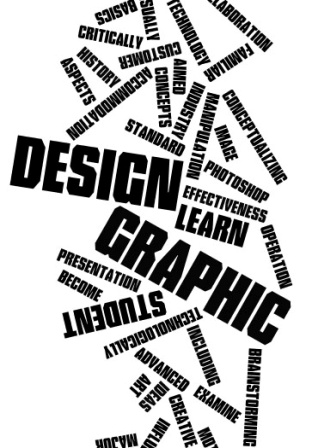 COLLABORATION
BASICS
TECHNOLOGY
CRITICALLY
FAMILIAR
CUSTOMER
HISTORY
ASPECTS
ACCOMMODATION
AIMED
CONCEPTS
INDUSTRY
MANIPULATION
CONCEPTUALIZING
IMAGE
STANDARD
PHOTOSHOP
DESIGN
EFFECTIVENESS
LEARN
GRAPHIC
OPERATION
PRESENTATION
BECOME
STUDENT
TECHNOLOGICALLY
INCLUDING
BRAINSTORMING
ADVANCED
IDEAS
ART
EXAMINE
CREATIVE
MAJOR